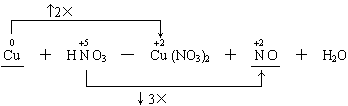 ↑2×
0 +5 +2 +2
Cu + HNO₃ — Cu(NO₃)₂ + NO + H₂O
↓3×